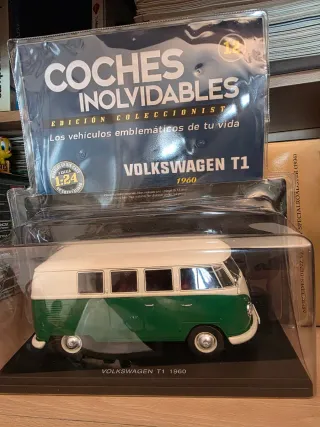 COCHES
INOLVIDABLES
EDICIÓN COLECCIONISTA
Los vehículos emblemáticos de tu vida
1:24
VOLKSWAGEN T1
1960
VOLKSWAGEN T1 1960